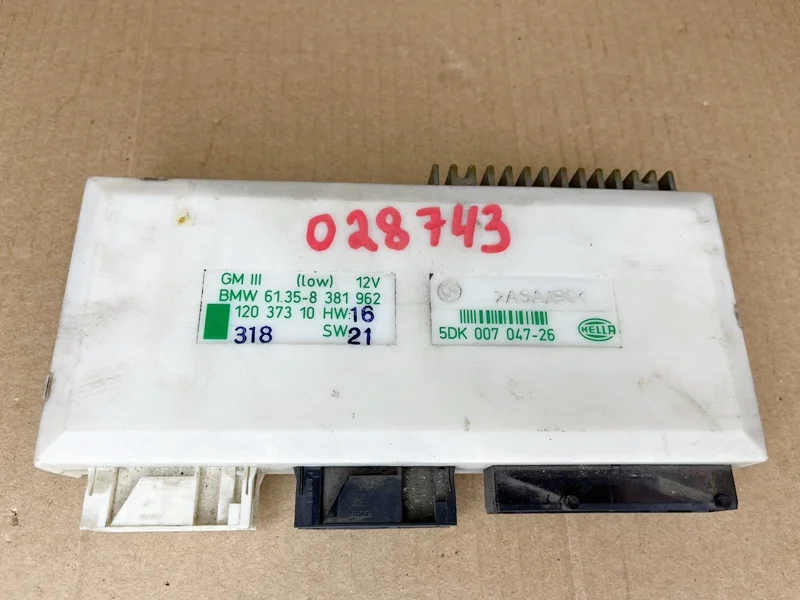 028743
GM III (low) 12V
BMW 61.35-8 381 962
120 373 10 HW: 16
318 SW: 21
>ASA/PC<
5DK 007 047-26
HELLA